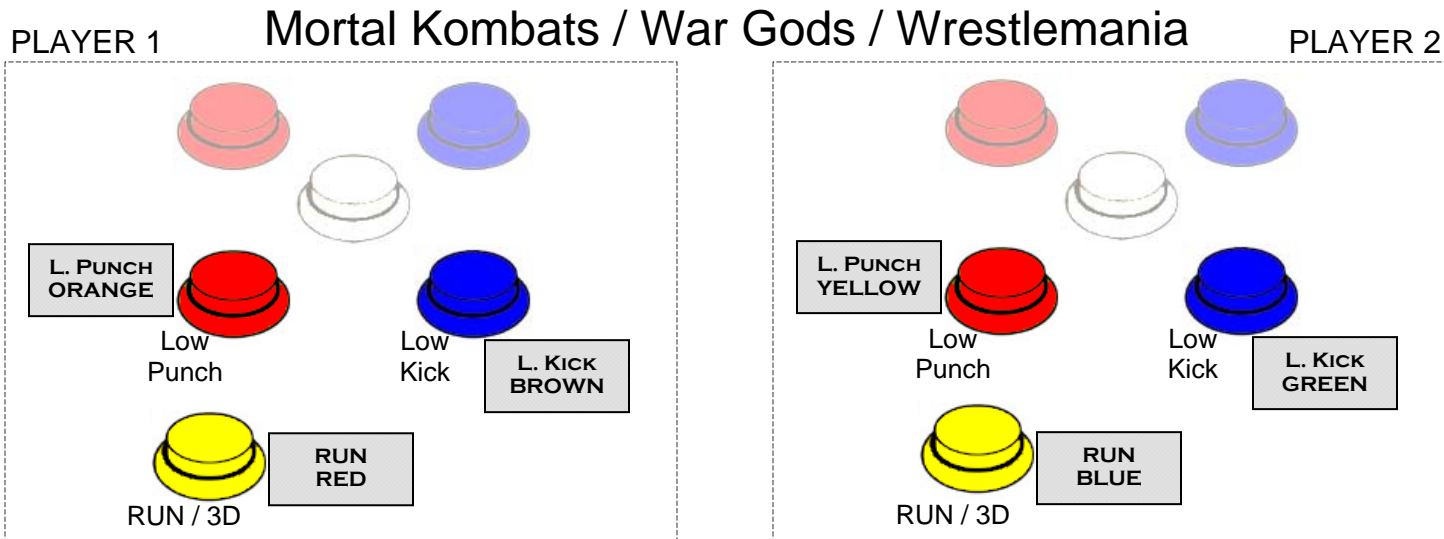 PLAYER 1
Mortal Kombats / War Gods / Wrestlemania
PLAYER 2
L. PUNCH
ORANGE
Low
Punch
Low
Kick
L. KICK
BROWN
RUN
RED
RUN / 3D
L. PUNCH
YELLOW
Low
Punch
Low
Kick
L. KICK
GREEN
RUN
BLUE
RUN / 3D